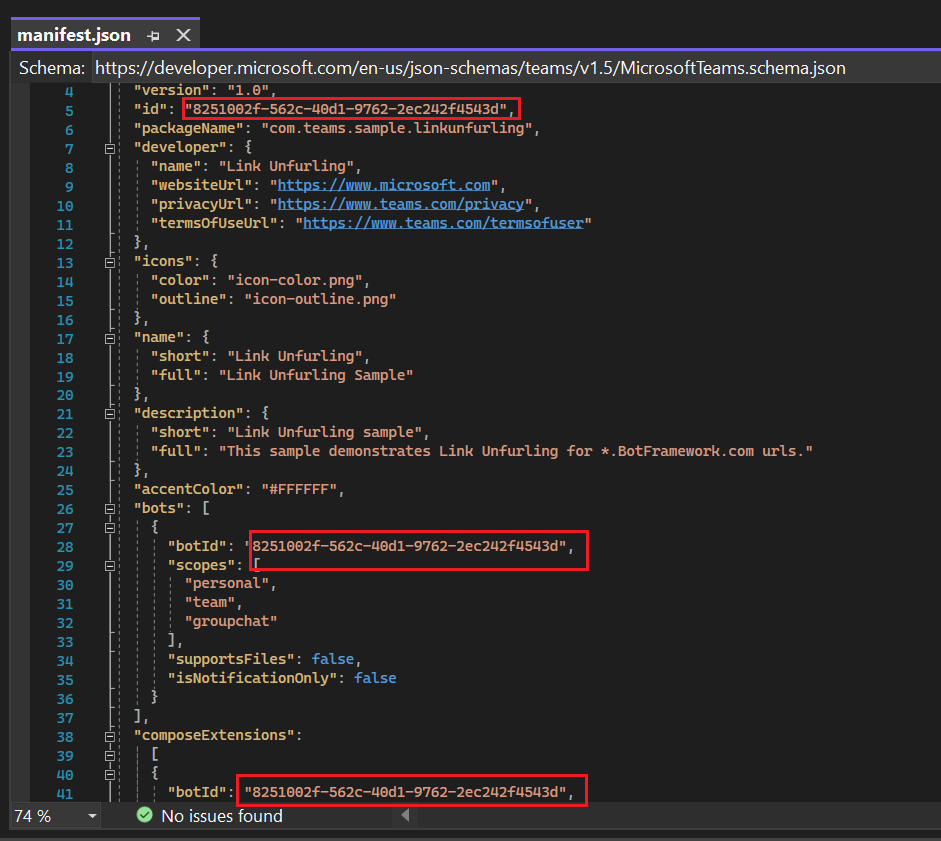 manifest.json
Schema: https://developer.microsoft.com/en-us/json-schemas/teams/v1.5/MicrosoftTeams.schema.json
4 "version": "1.0",
5 "id": "8251002f-562c-40d1-9762-2ec242f4543d",
6 "packageName": "com.teams.sample.linkunfurling",
7 "developer": {
8 "name": "Link Unfurling",
9 "websiteUrl": "https://www.microsoft.com",
10 "privacyUrl": "https://www.teams.com/privacy",
11 "termsOfUseUrl": "https://www.teams.com/termsofuser"
12 },
13 "icons": {
14 "color": "icon-color.png",
15 "outline": "icon-outline.png"
16 },
17 "name": {
18 "short": "Link Unfurling",
19 "full": "Link Unfurling Sample"
20 },
21 "description": {
22 "short": "Link Unfurling sample",
23 "full": "This sample demonstrates Link Unfurling for *.BotFramework.com urls."
24 },
25 "accentColor": "#FFFFFF",
26 "bots": [
27 {
28 "botId": "8251002f-562c-40d1-9762-2ec242f4543d",
29 "scopes": [
30 "personal",
31 "team",
32 "groupchat"
33 ],
34 "supportsFiles": false,
35 "isNotificationOnly": false
36 }
37 ],
38 "composeExtensions":
39 [
40 {
41 "botId": "8251002f-562c-40d1-9762-2ec242f4543d",
74 % No issues found